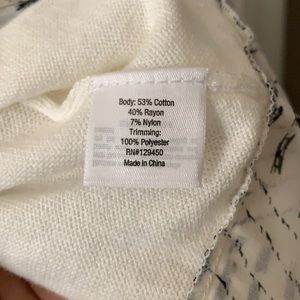 Body: 53% Cotton
40% Rayon
7% Nylon
Trimming:
100% Polyester
RN#129450
Made in China